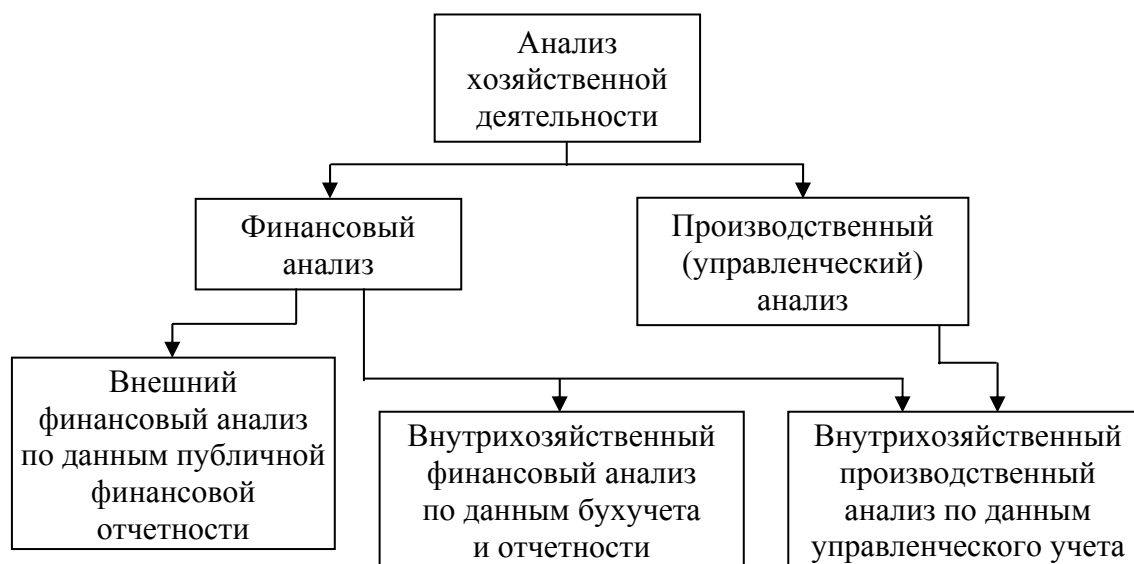 Анализ
хозяйственной
деятельности
Финансовый
анализ
Производственный
(управленческий)
анализ
Внешний
финансовый анализ
по данным публичной
финансовой
отчетности
Внутрихозяйственный
финансовый анализ
по данным бухучета
и отчетности
Внутрихозяйственный
производственный
анализ по данным
управленческого учета